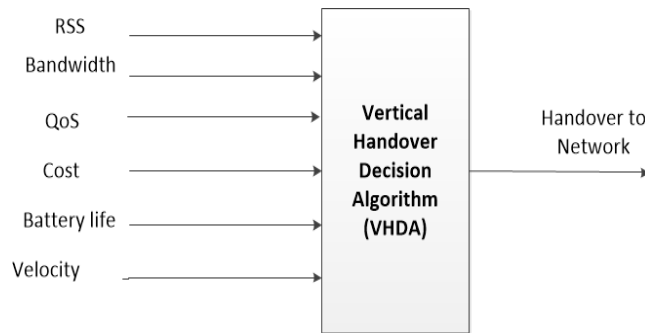 RSS
Bandwidth
QoS
Cost
Battery life
Velocity
Vertical
Handover
Decision
Algorithm
(VHDA)
Handover to
Network